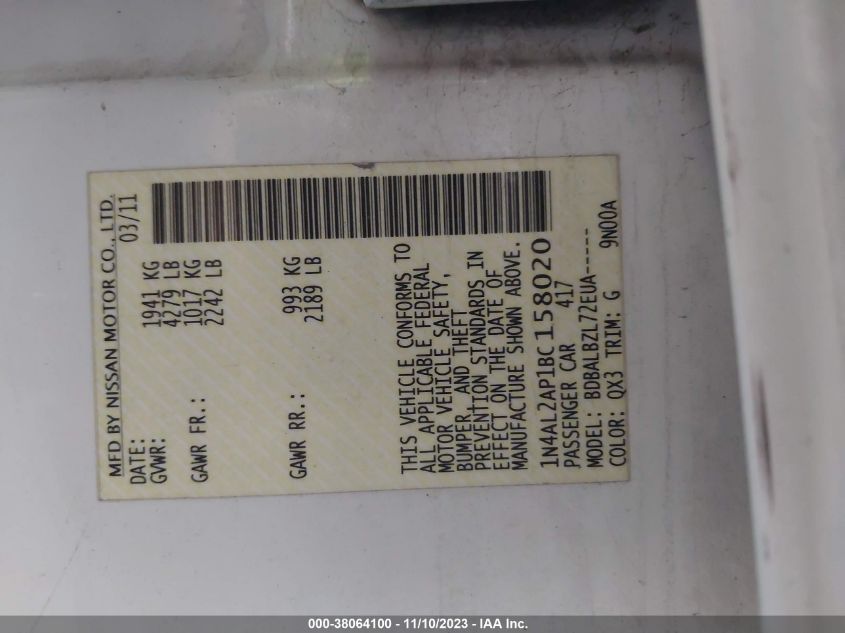 MFD BY NISSAN MOTOR CO., LTD.
DATE: 03/11
GVWR: 1941 KG
4279 LB
GAWR FR.: 1017 KG
2242 LB
GAWR RR.: 993 KG
2189 LB
THIS VEHICLE CONFORMS TO
ALL APPLICABLE FEDERAL
MOTOR VEHICLE SAFETY,
BUMPER, AND THEFT
PREVENTION STANDARDS IN
EFFECT ON THE DATE OF
MANUFACTURE SHOWN ABOVE.
1N4AL2AP1BC158020
PASSENGER CAR 417
MODEL: BDBALBZL72EUA-----
COLOR: QX3 TRIM: G 9N00A
000-38064100 - 11/10/2023 - IAA Inc.